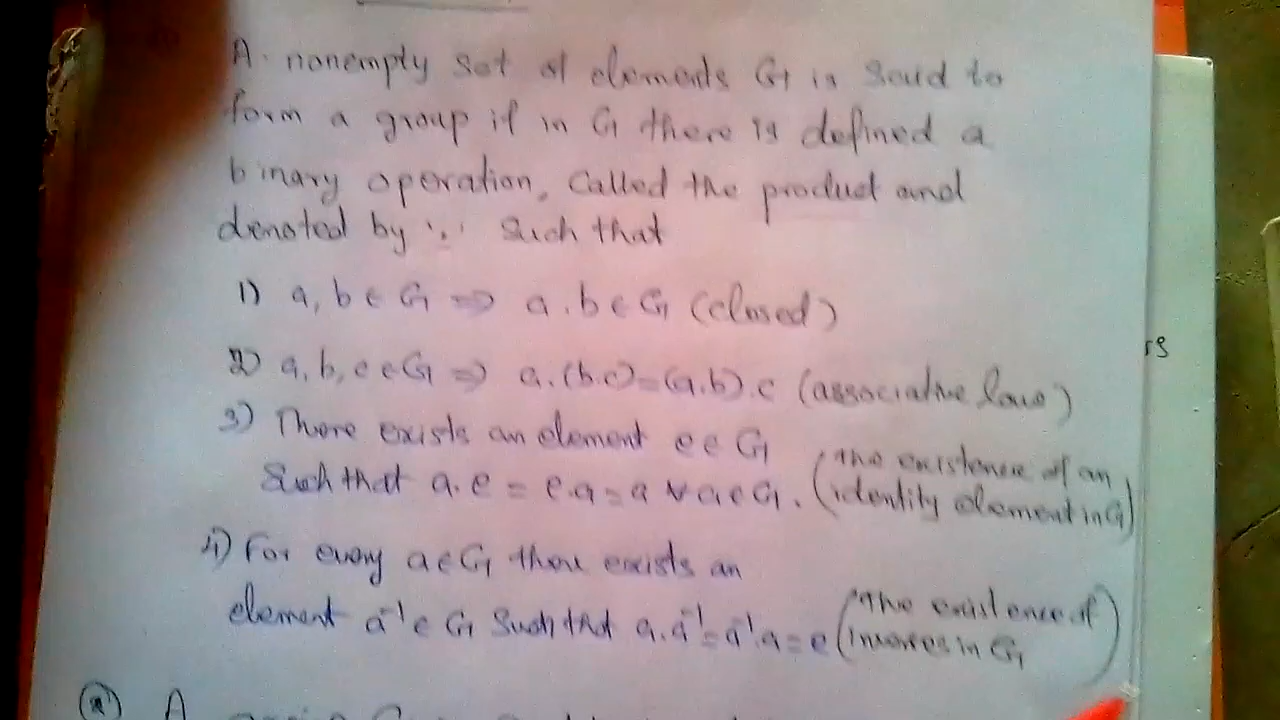 A nonempty set of elements G is said to
form a group if in G there is defined a
binary operation, called the product and
denoted by '.' such that
1) a, b ∈ G ⇒ a.b ∈ G (closed)
2) a, b, c ∈ G ⇒ a.(b.c) = (a.b).c (associative law)
3) There exists an element e ∈ G
such that a.e = e.a = a ∀ a ∈ G. (The existence of an
identity element in G)
4) For every a ∈ G there exists an
element a⁻¹ ∈ G such that a.a⁻¹ = a⁻¹.a = e (The existence of
inverses in G)
A